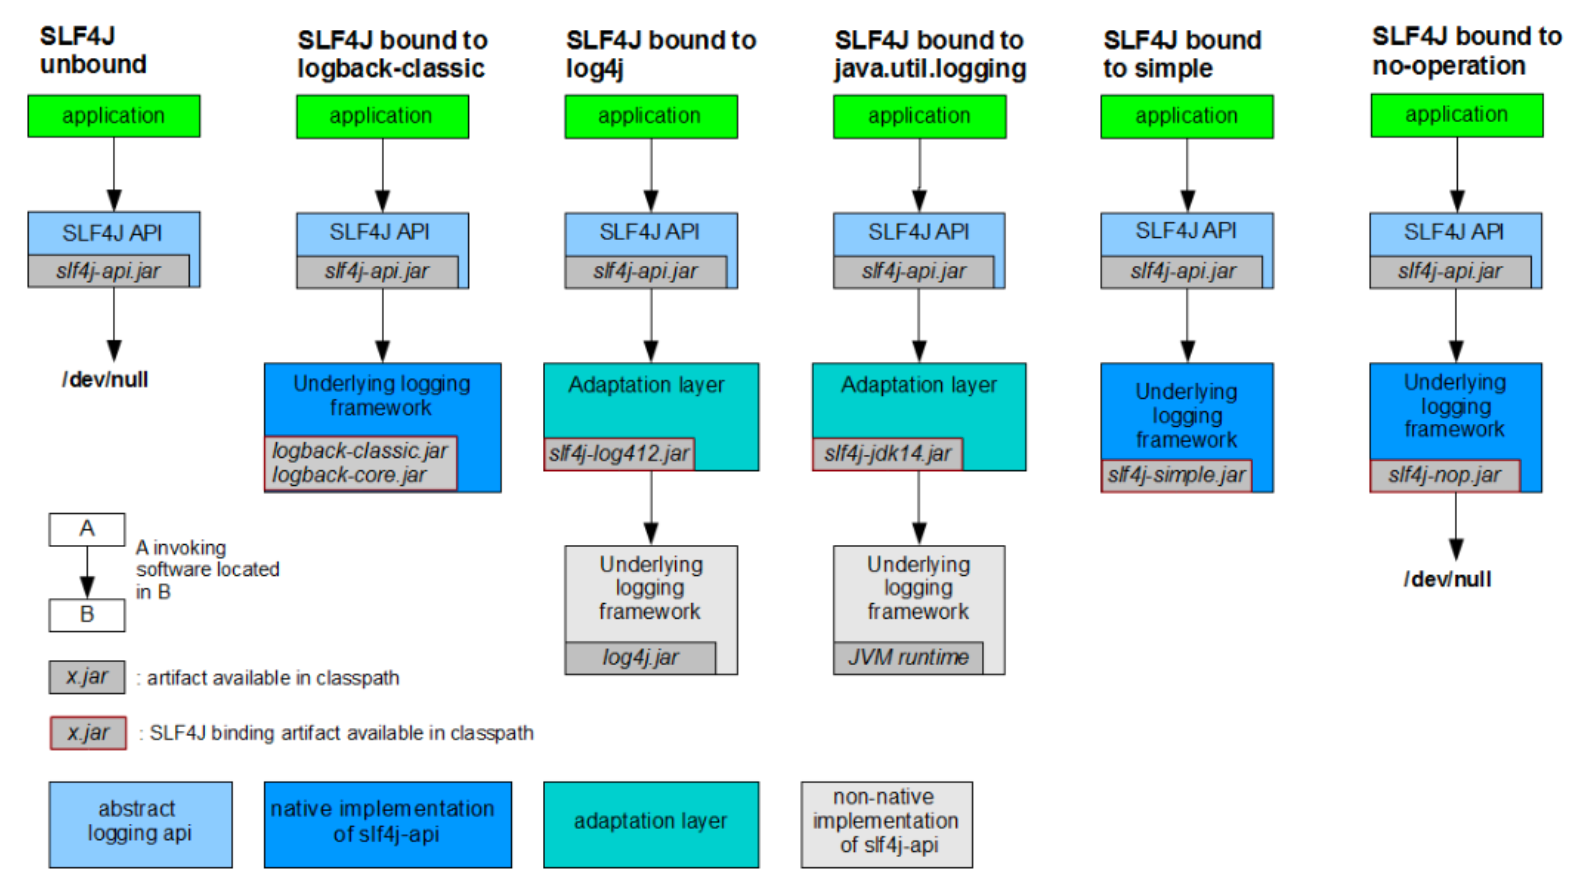 SLF4J
unbound
application
SLF4J API
slf4j-api.jar
/dev/null
SLF4J bound to
logback-classic
application
SLF4J API
slf4j-api.jar
Underlying logging
framework
logback-classic.jar
logback-core.jar
SLF4J bound to
log4j
application
SLF4J API
slf4j-api.jar
Adaptation layer
slf4j-log412.jar
Underlying
logging
framework
log4j.jar
SLF4J bound to
java.util.logging
application
SLF4J API
slf4j-api.jar
Adaptation layer
slf4j-jdk14.jar
Underlying
logging
framework
JVM runtime
SLF4J bound
to simple
application
SLF4J API
slf4j-api.jar
Underlying
logging
framework
slf4j-simple.jar
SLF4J bound to
no-operation
application
SLF4J API
slf4j-api.jar
Underlying
logging
framework
slf4j-nop.jar
/dev/null
A
B
A invoking
software located
in B
x.jar : artifact available in classpath
x.jar : SLF4J binding artifact available in classpath
abstract
logging api
native implementation
of slf4j-api
adaptation layer
non-native
implementation
of slf4j-api